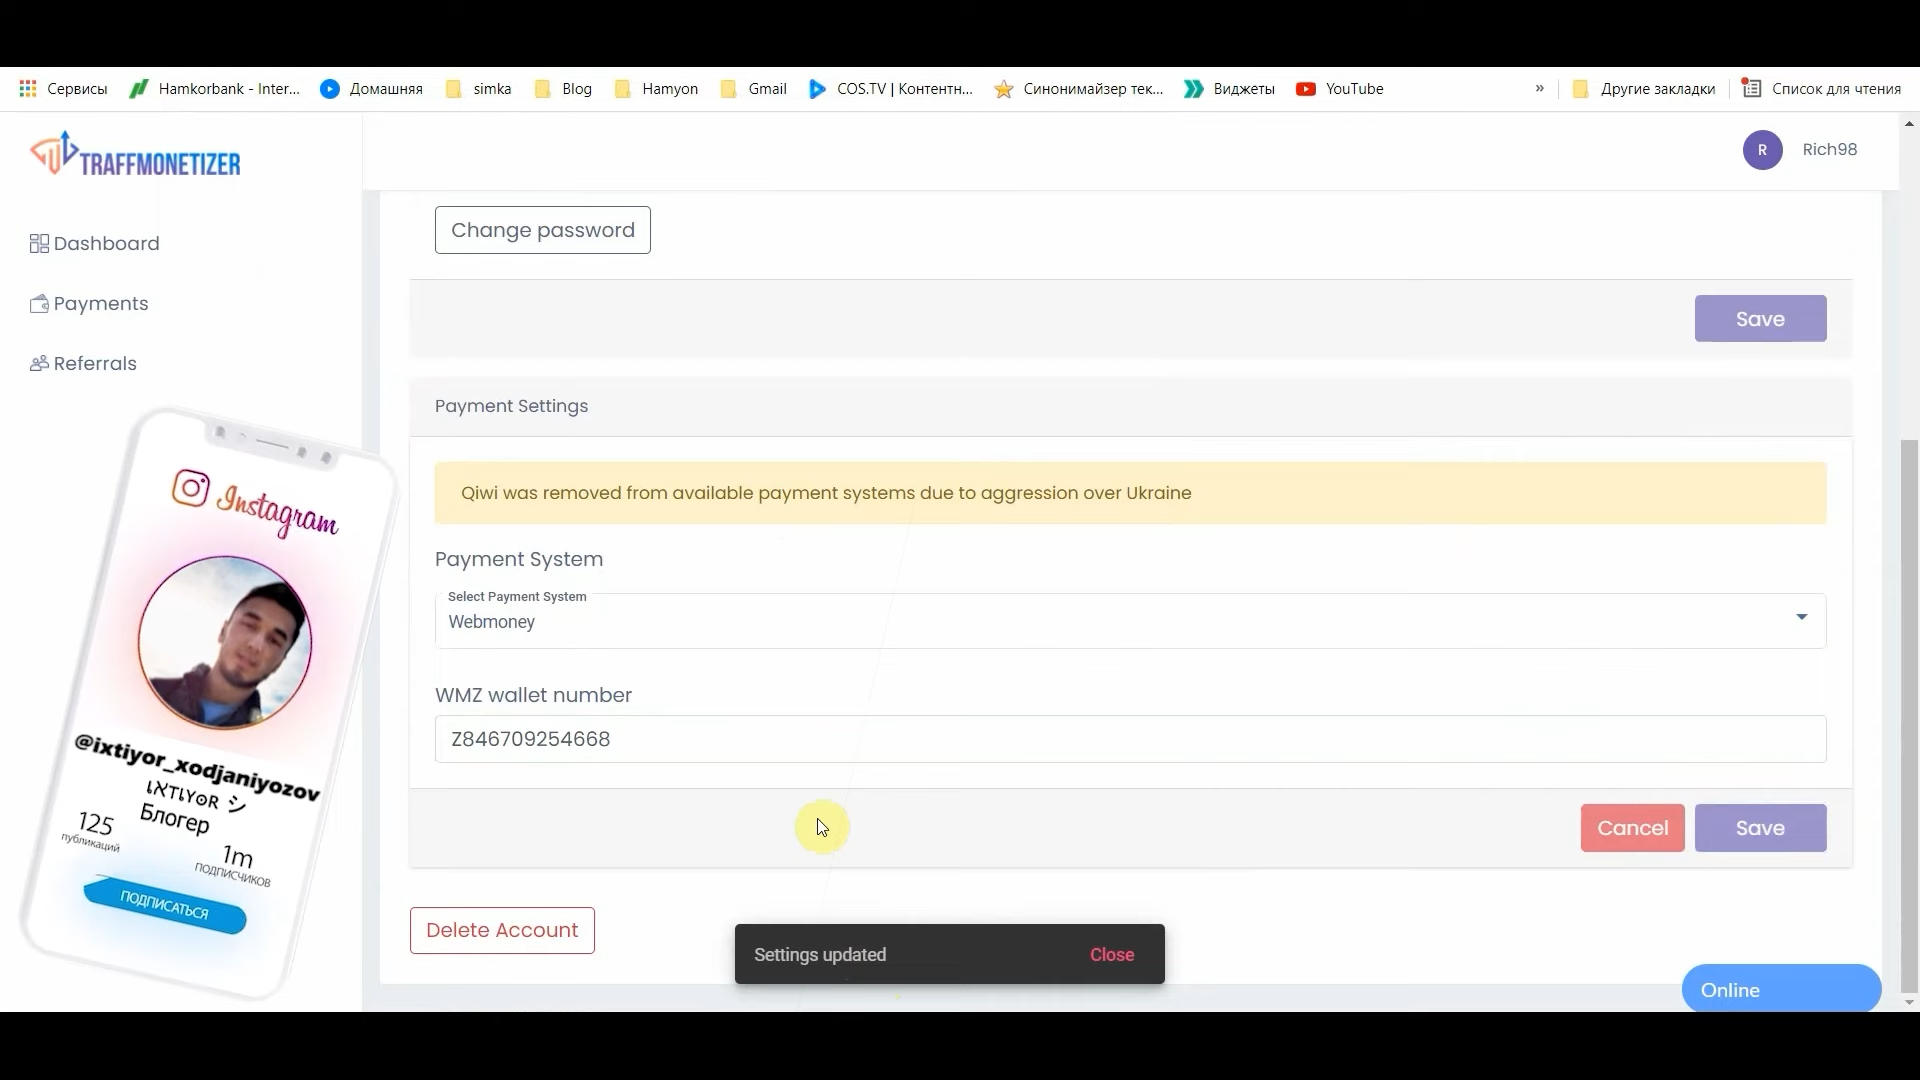 Сервисы
Hamkorbank - Inter...
Домашняя
simka
Blog
Hamyon
Gmail
COS.TV | Контентн...
Синонимайзер тек...
Виджеты
YouTube
»
Другие закладки
Список для чтения
TRAFFMONETIZER
R
Rich98
Dashboard
Payments
Referrals
Change password
Save
Payment Settings
Qiwi was removed from available payment systems due to aggression over Ukraine
Payment System
Select Payment System
Webmoney
WMZ wallet number
Z846709254668
Cancel
Save
Delete Account
Settings updated
Close
Online
Instagram
@ixtiyor_xodjaniyozov
Блогер
125
публикаций
1m
подписчиков
ПОДПИСАТЬСЯ